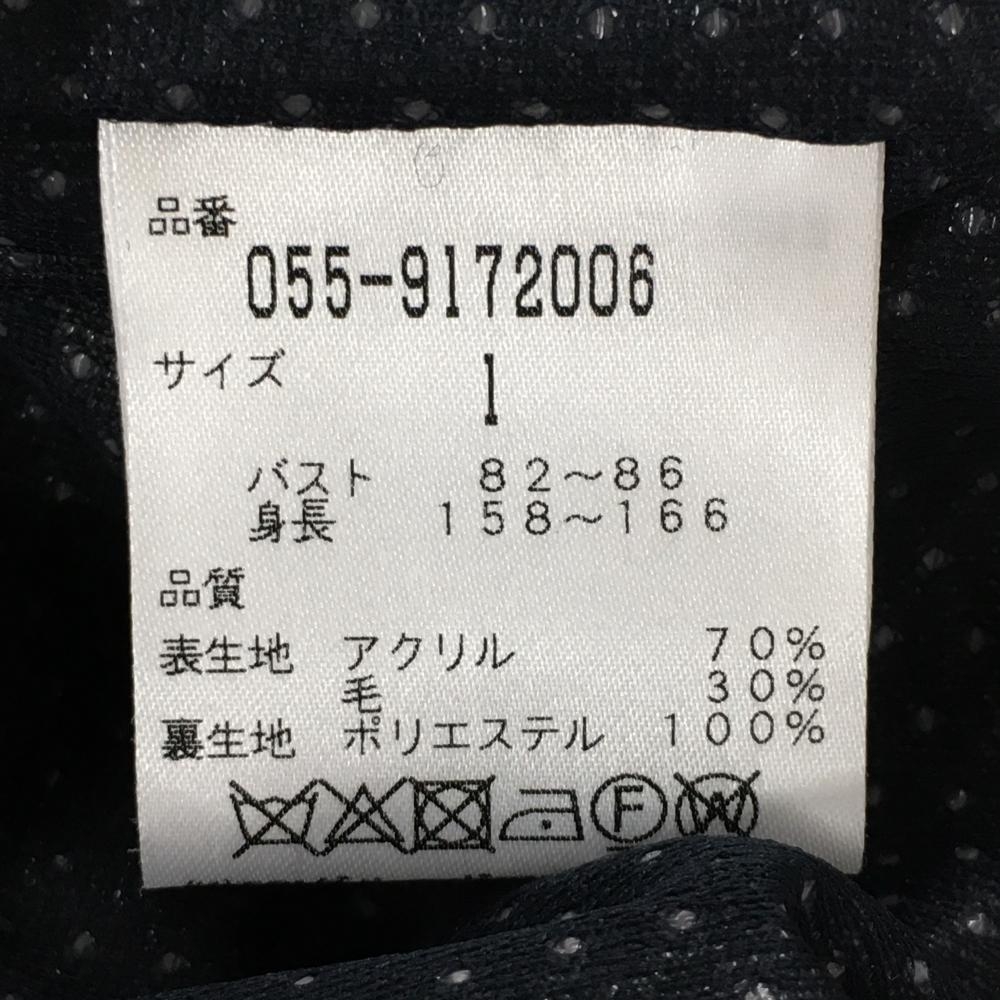 品番
055-9172006
サイズ 1
バスト 82～86
身長 158～166
品質
表生地 アクリル 70%
毛 30%
裏生地 ポリエステル 100%
F W